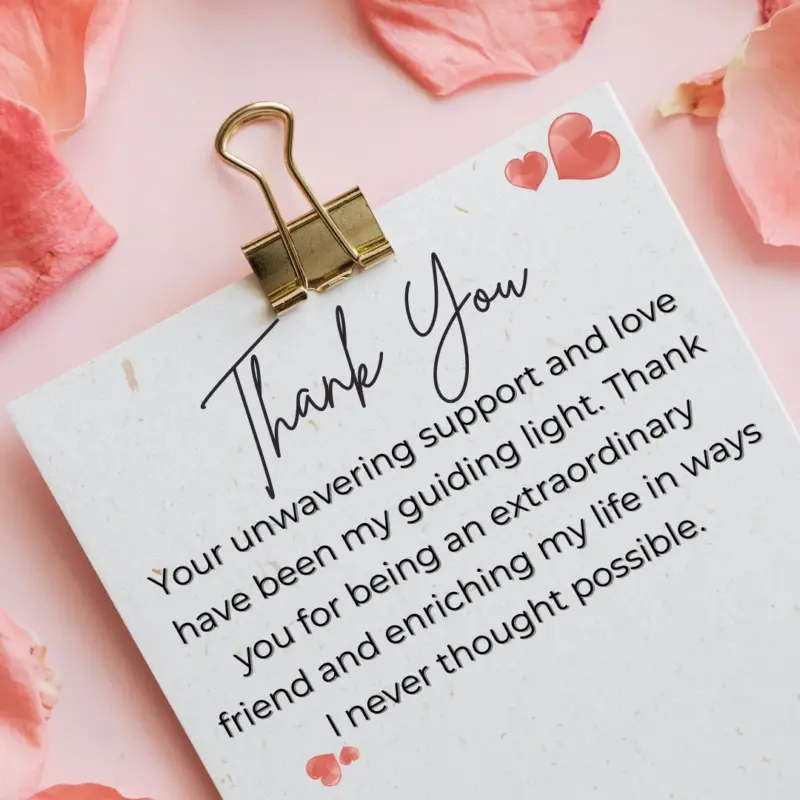 Thank You
Your unwavering support and love
have been my guiding light. Thank
you for being an extraordinary
friend and enriching my life in ways
I never thought possible.